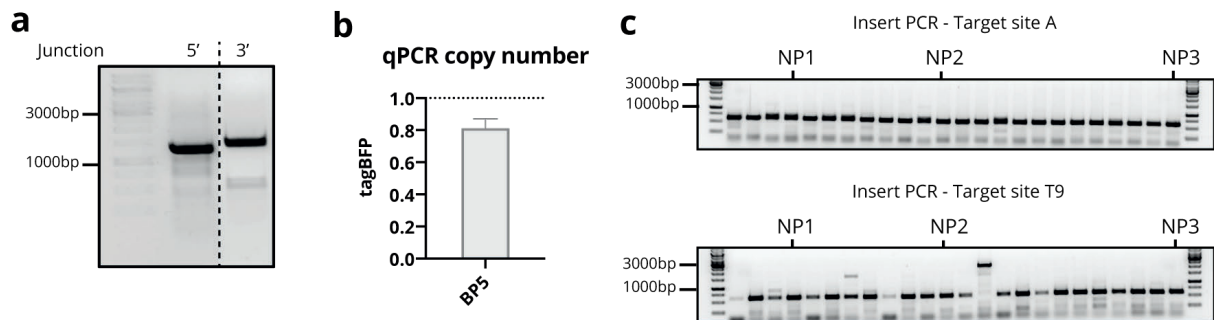 a
Junction 5’ 3’
3000bp
1000bp
b
qPCR copy number
1.0
0.8
0.6
0.4
0.2
0.0
tagBFP
BP5
c
Insert PCR - Target site A
NP1 NP2 NP3
3000bp
1000bp
Insert PCR - Target site T9
NP1 NP2 NP3
3000bp
1000bp